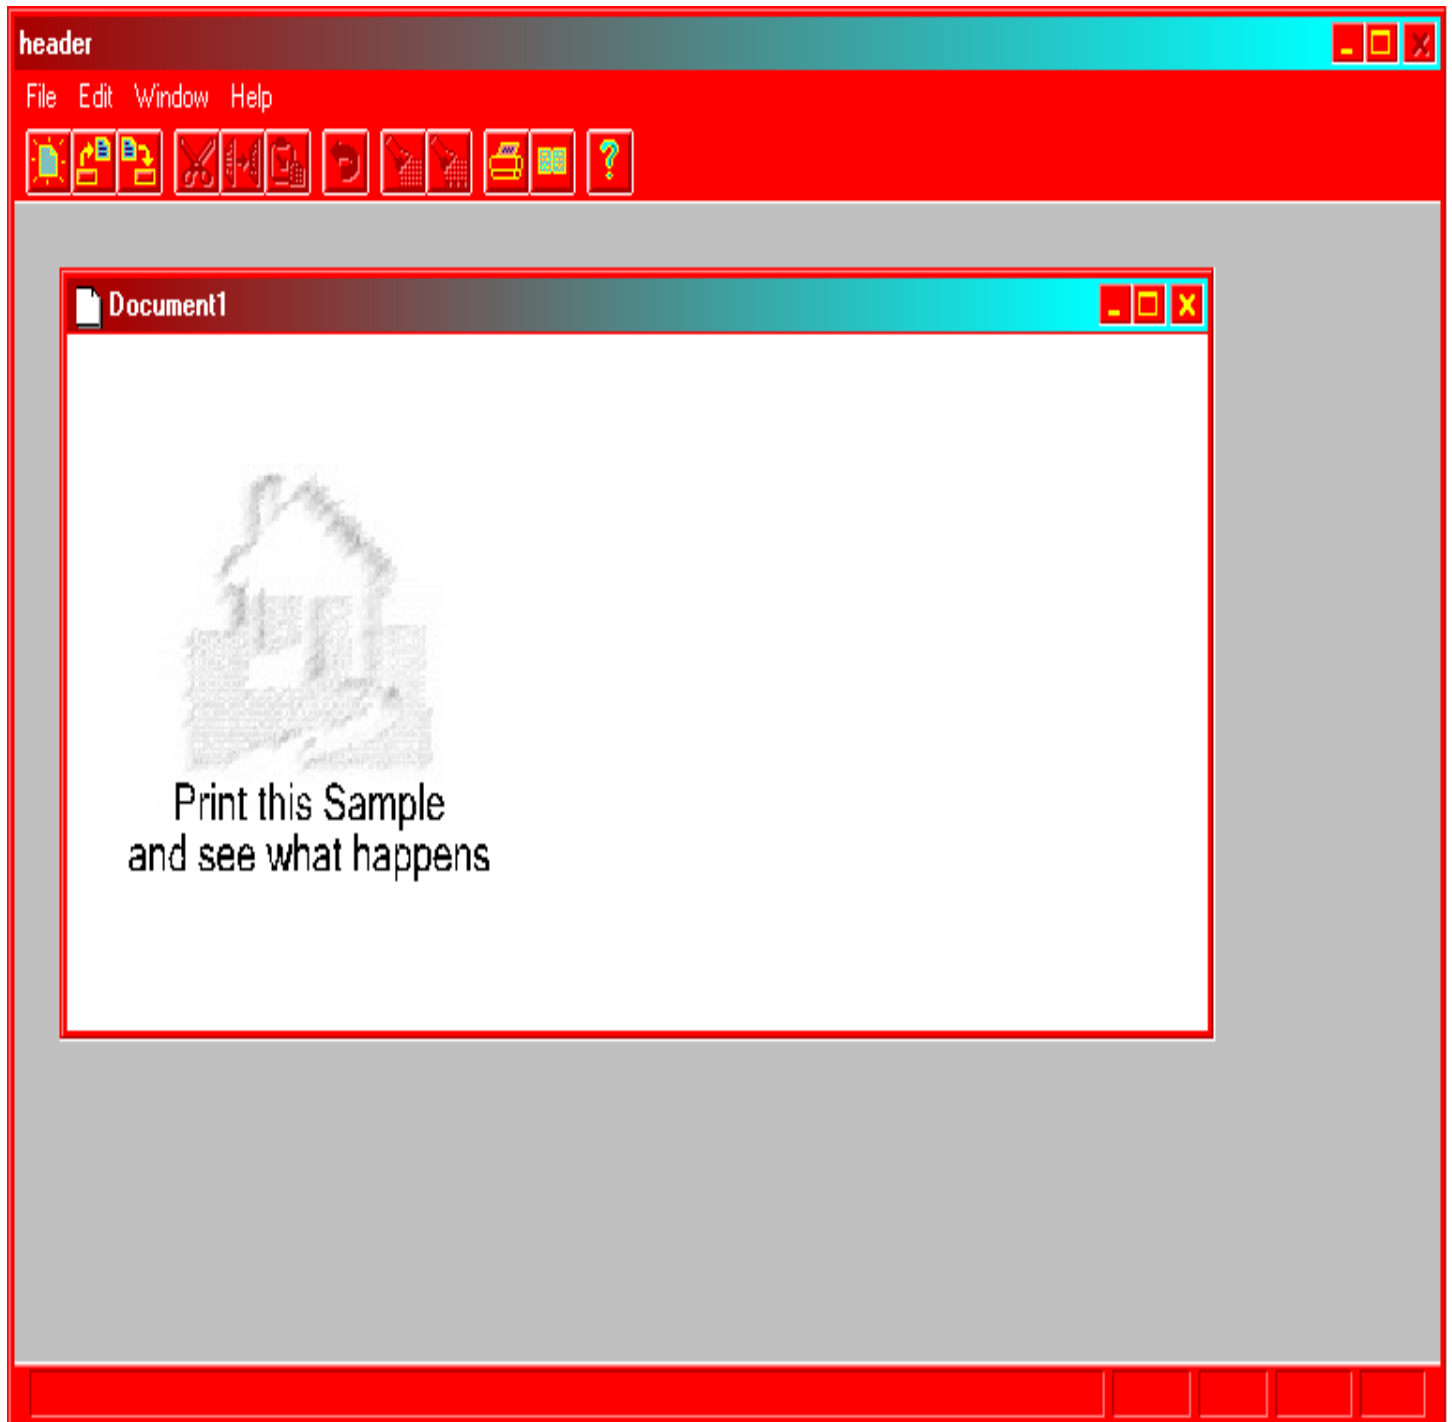 header
File Edit Window Help
Document1
Print this Sample
and see what happens